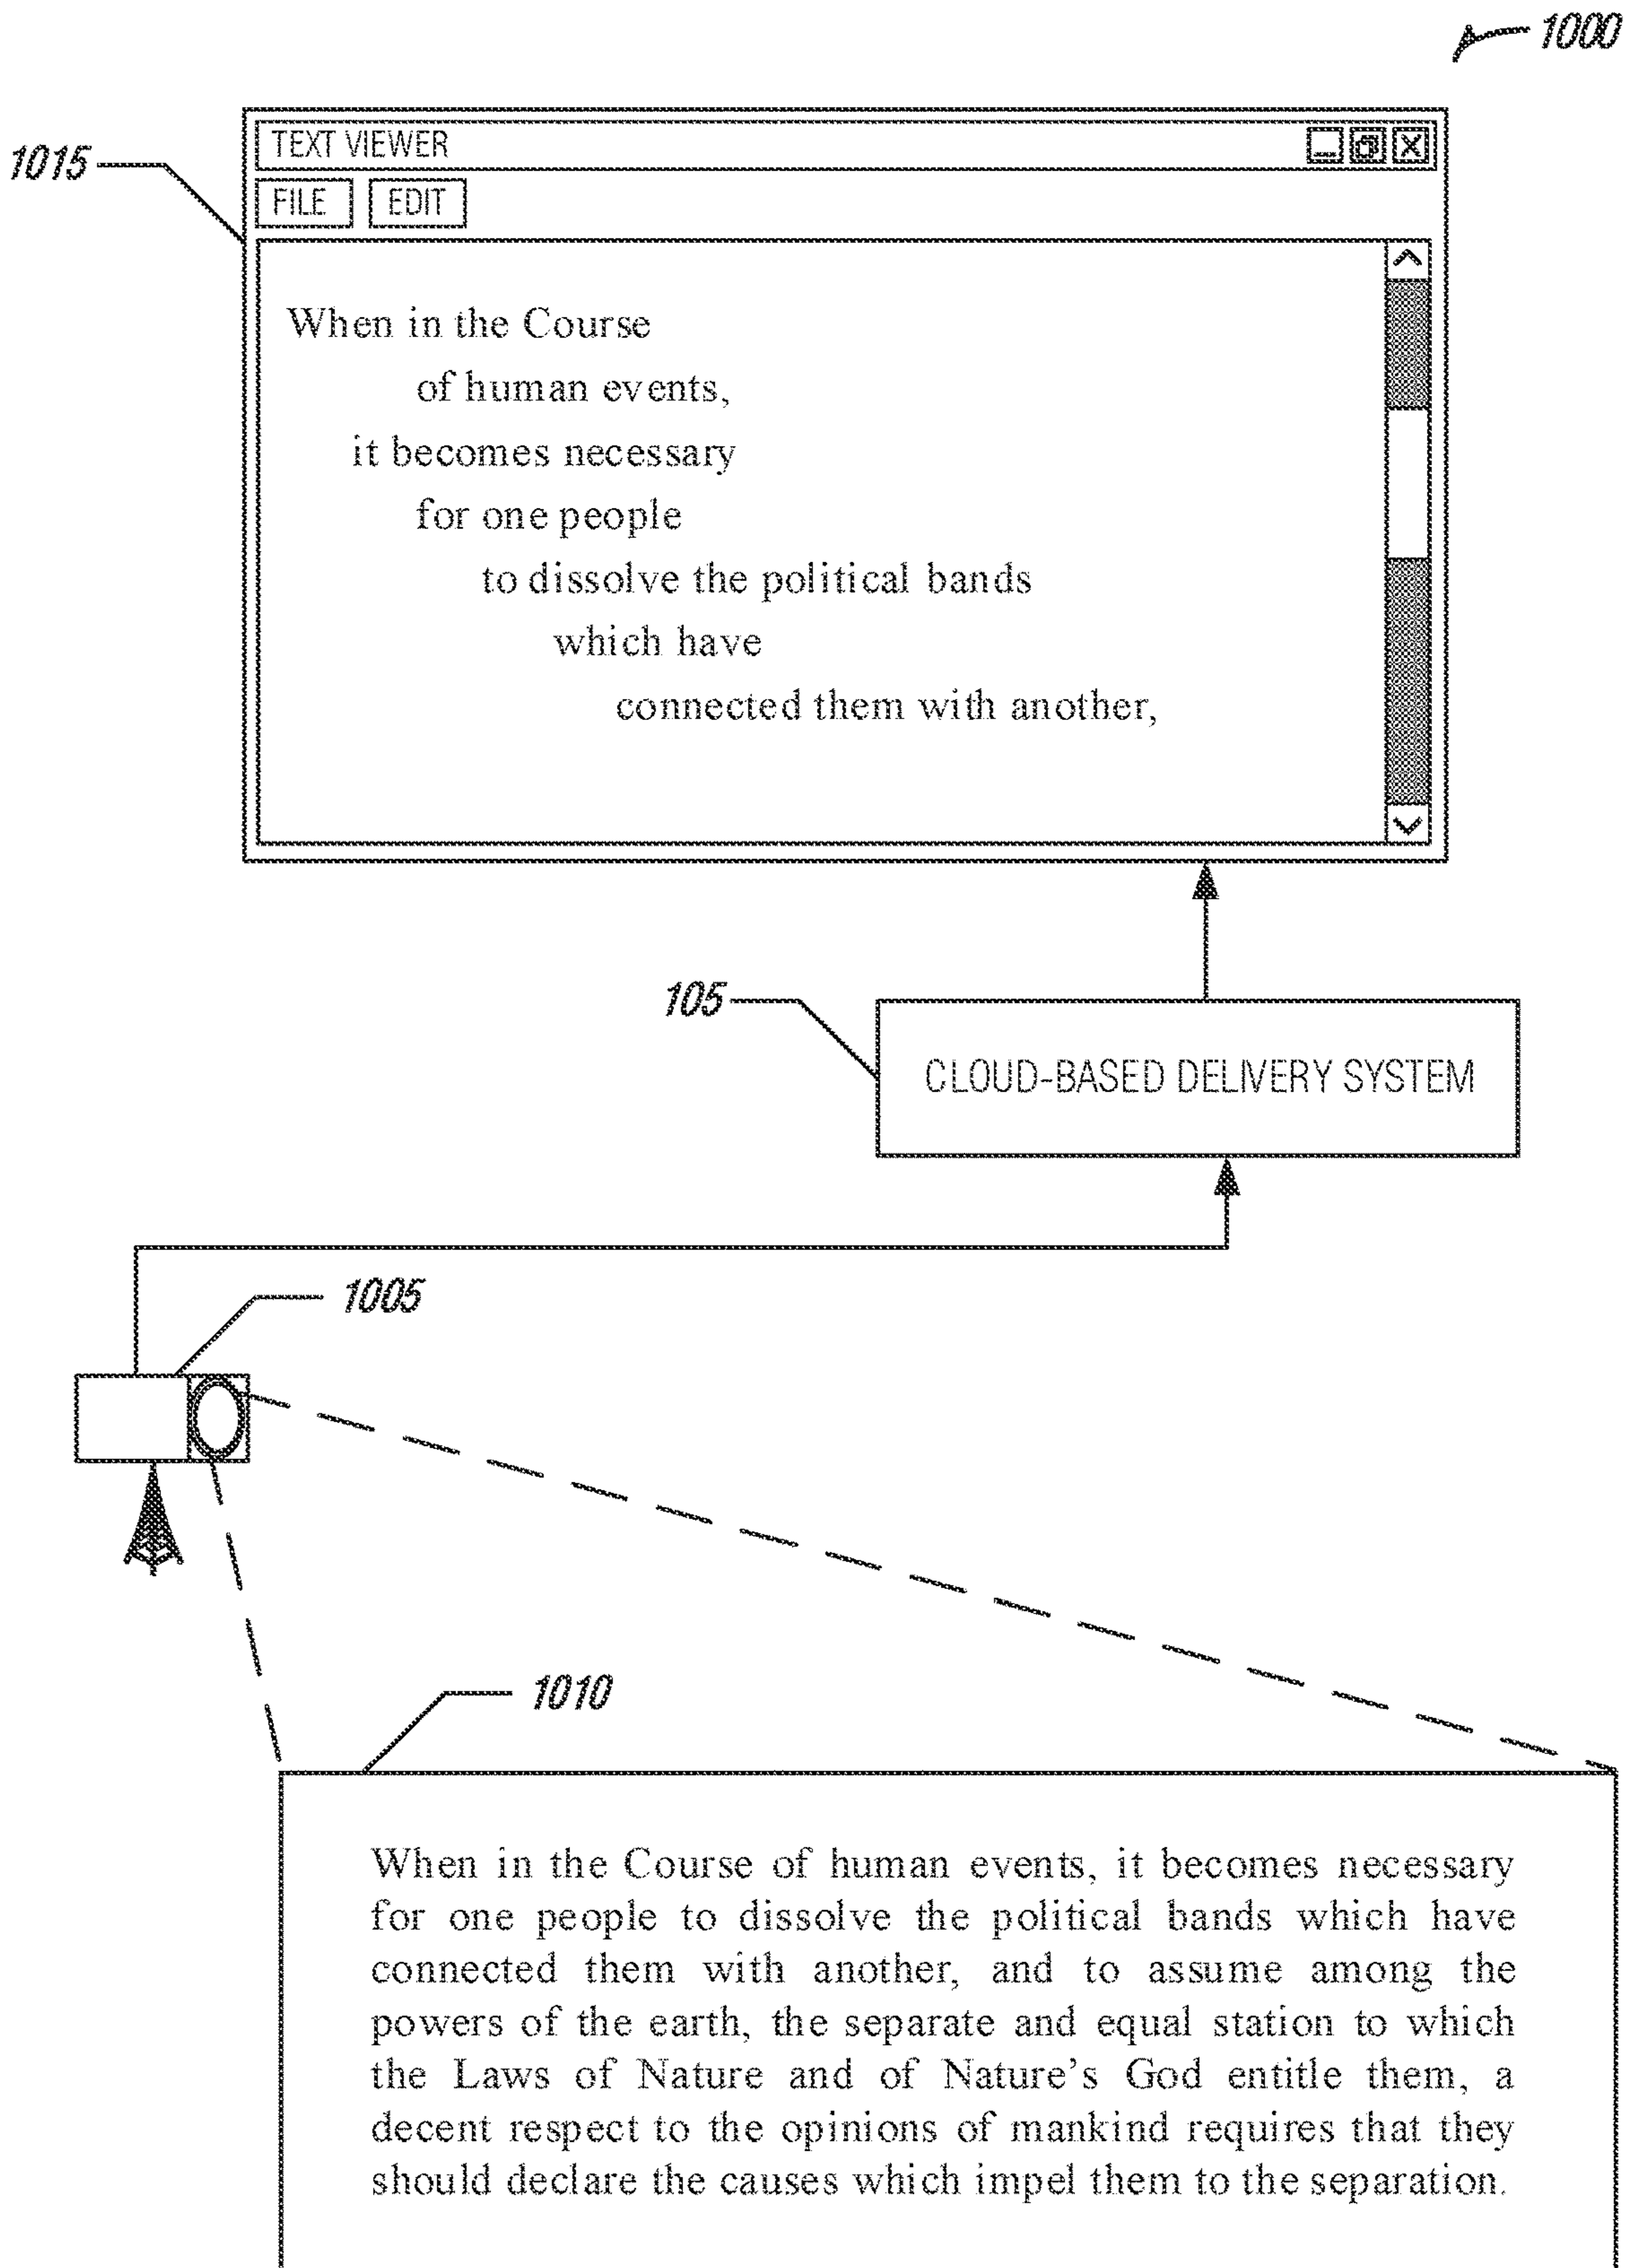 1000
1015
TEXT VIEWER
FILE EDIT
When in the Course
of human events,
it becomes necessary
for one people
to dissolve the political bands
which have
connected them with another,
105
CLOUD-BASED DELIVERY SYSTEM
1005
1010
When in the Course of human events, it becomes necessary
for one people to dissolve the political bands which have
connected them with another, and to assume among the
powers of the earth, the separate and equal station to which
the Laws of Nature and of Nature's God entitle them, a
decent respect to the opinions of mankind requires that they
should declare the causes which impel them to the separation.